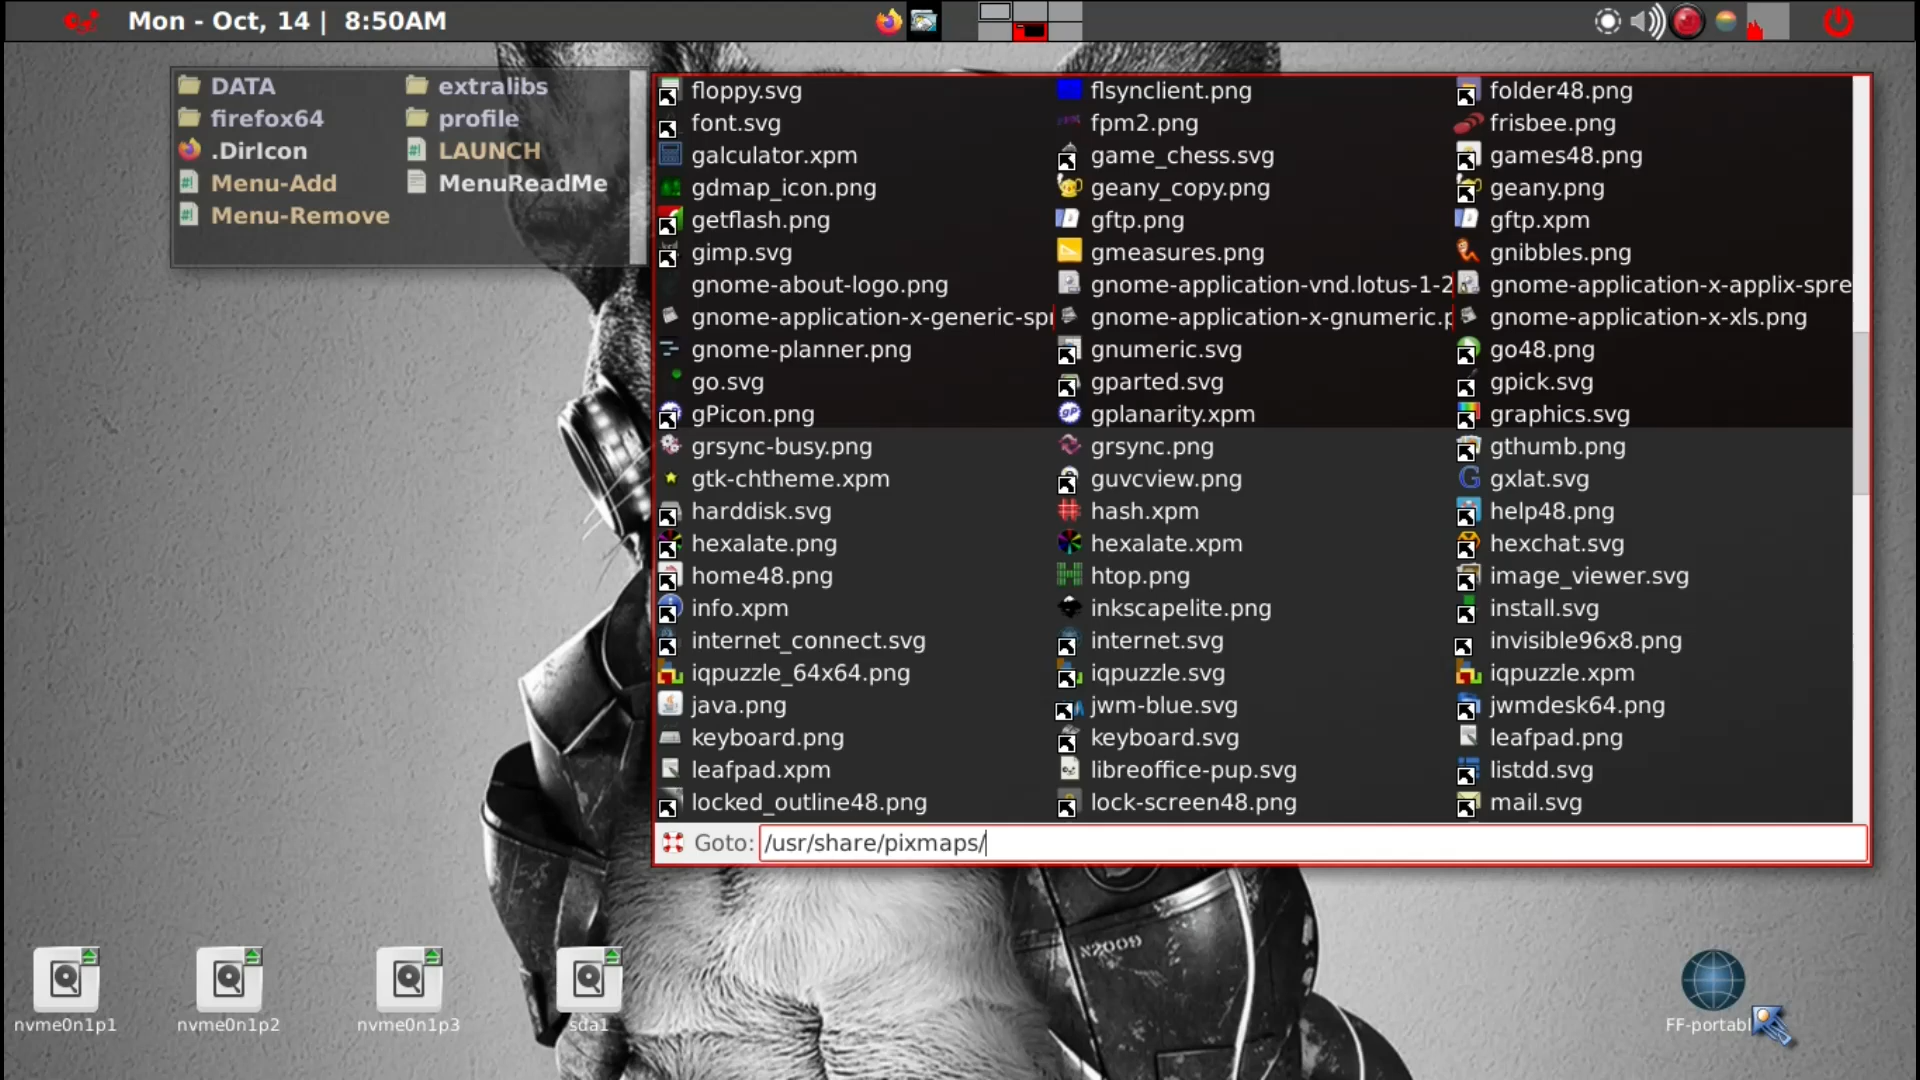 Mon - Oct, 14 | 8:50AM
DATA
extralibs
firefox64
profile
.DirIcon
LAUNCH
Menu-Add
MenuReadMe
Menu-Remove
floppy.svg
flsynclient.png
folder48.png
font.svg
fpm2.png
frisbee.png
galculator.xpm
game_chess.svg
games48.png
gdmap_icon.png
geany_copy.png
geany.png
getflash.png
gftp.png
gftp.xpm
gimp.svg
gmeasures.png
gnibbles.png
gnome-about-logo.png
gnome-application-vnd.lotus-1-2
gnome-application-x-applix-spre
gnome-application-x-generic-spr
gnome-application-x-gnumeric.p
gnome-application-x-xls.png
gnome-planner.png
gnumeric.svg
go48.png
go.svg
gparted.svg
gpick.svg
gPicon.png
gplanarity.xpm
graphics.svg
grsync-busy.png
grsync.png
gthumb.png
gtk-chtheme.xpm
guvcview.png
gxlat.svg
harddisk.svg
hash.xpm
help48.png
hexalate.png
hexalate.xpm
hexchat.svg
home48.png
htop.png
image_viewer.svg
info.xpm
inkscapelite.png
install.svg
internet_connect.svg
internet.svg
invisible96x8.png
iqpuzzle_64x64.png
iqpuzzle.svg
iqpuzzle.xpm
java.png
jwm-blue.svg
jwmdesk64.png
keyboard.png
keyboard.svg
leafpad.png
leafpad.xpm
libreoffice-pup.svg
listdd.svg
locked_outline48.png
lock-screen48.png
mail.svg
Goto: /usr/share/pixmaps/
N2009
nvme0n1p1
nvme0n1p2
nvme0n1p3
sda1
FF-portabl